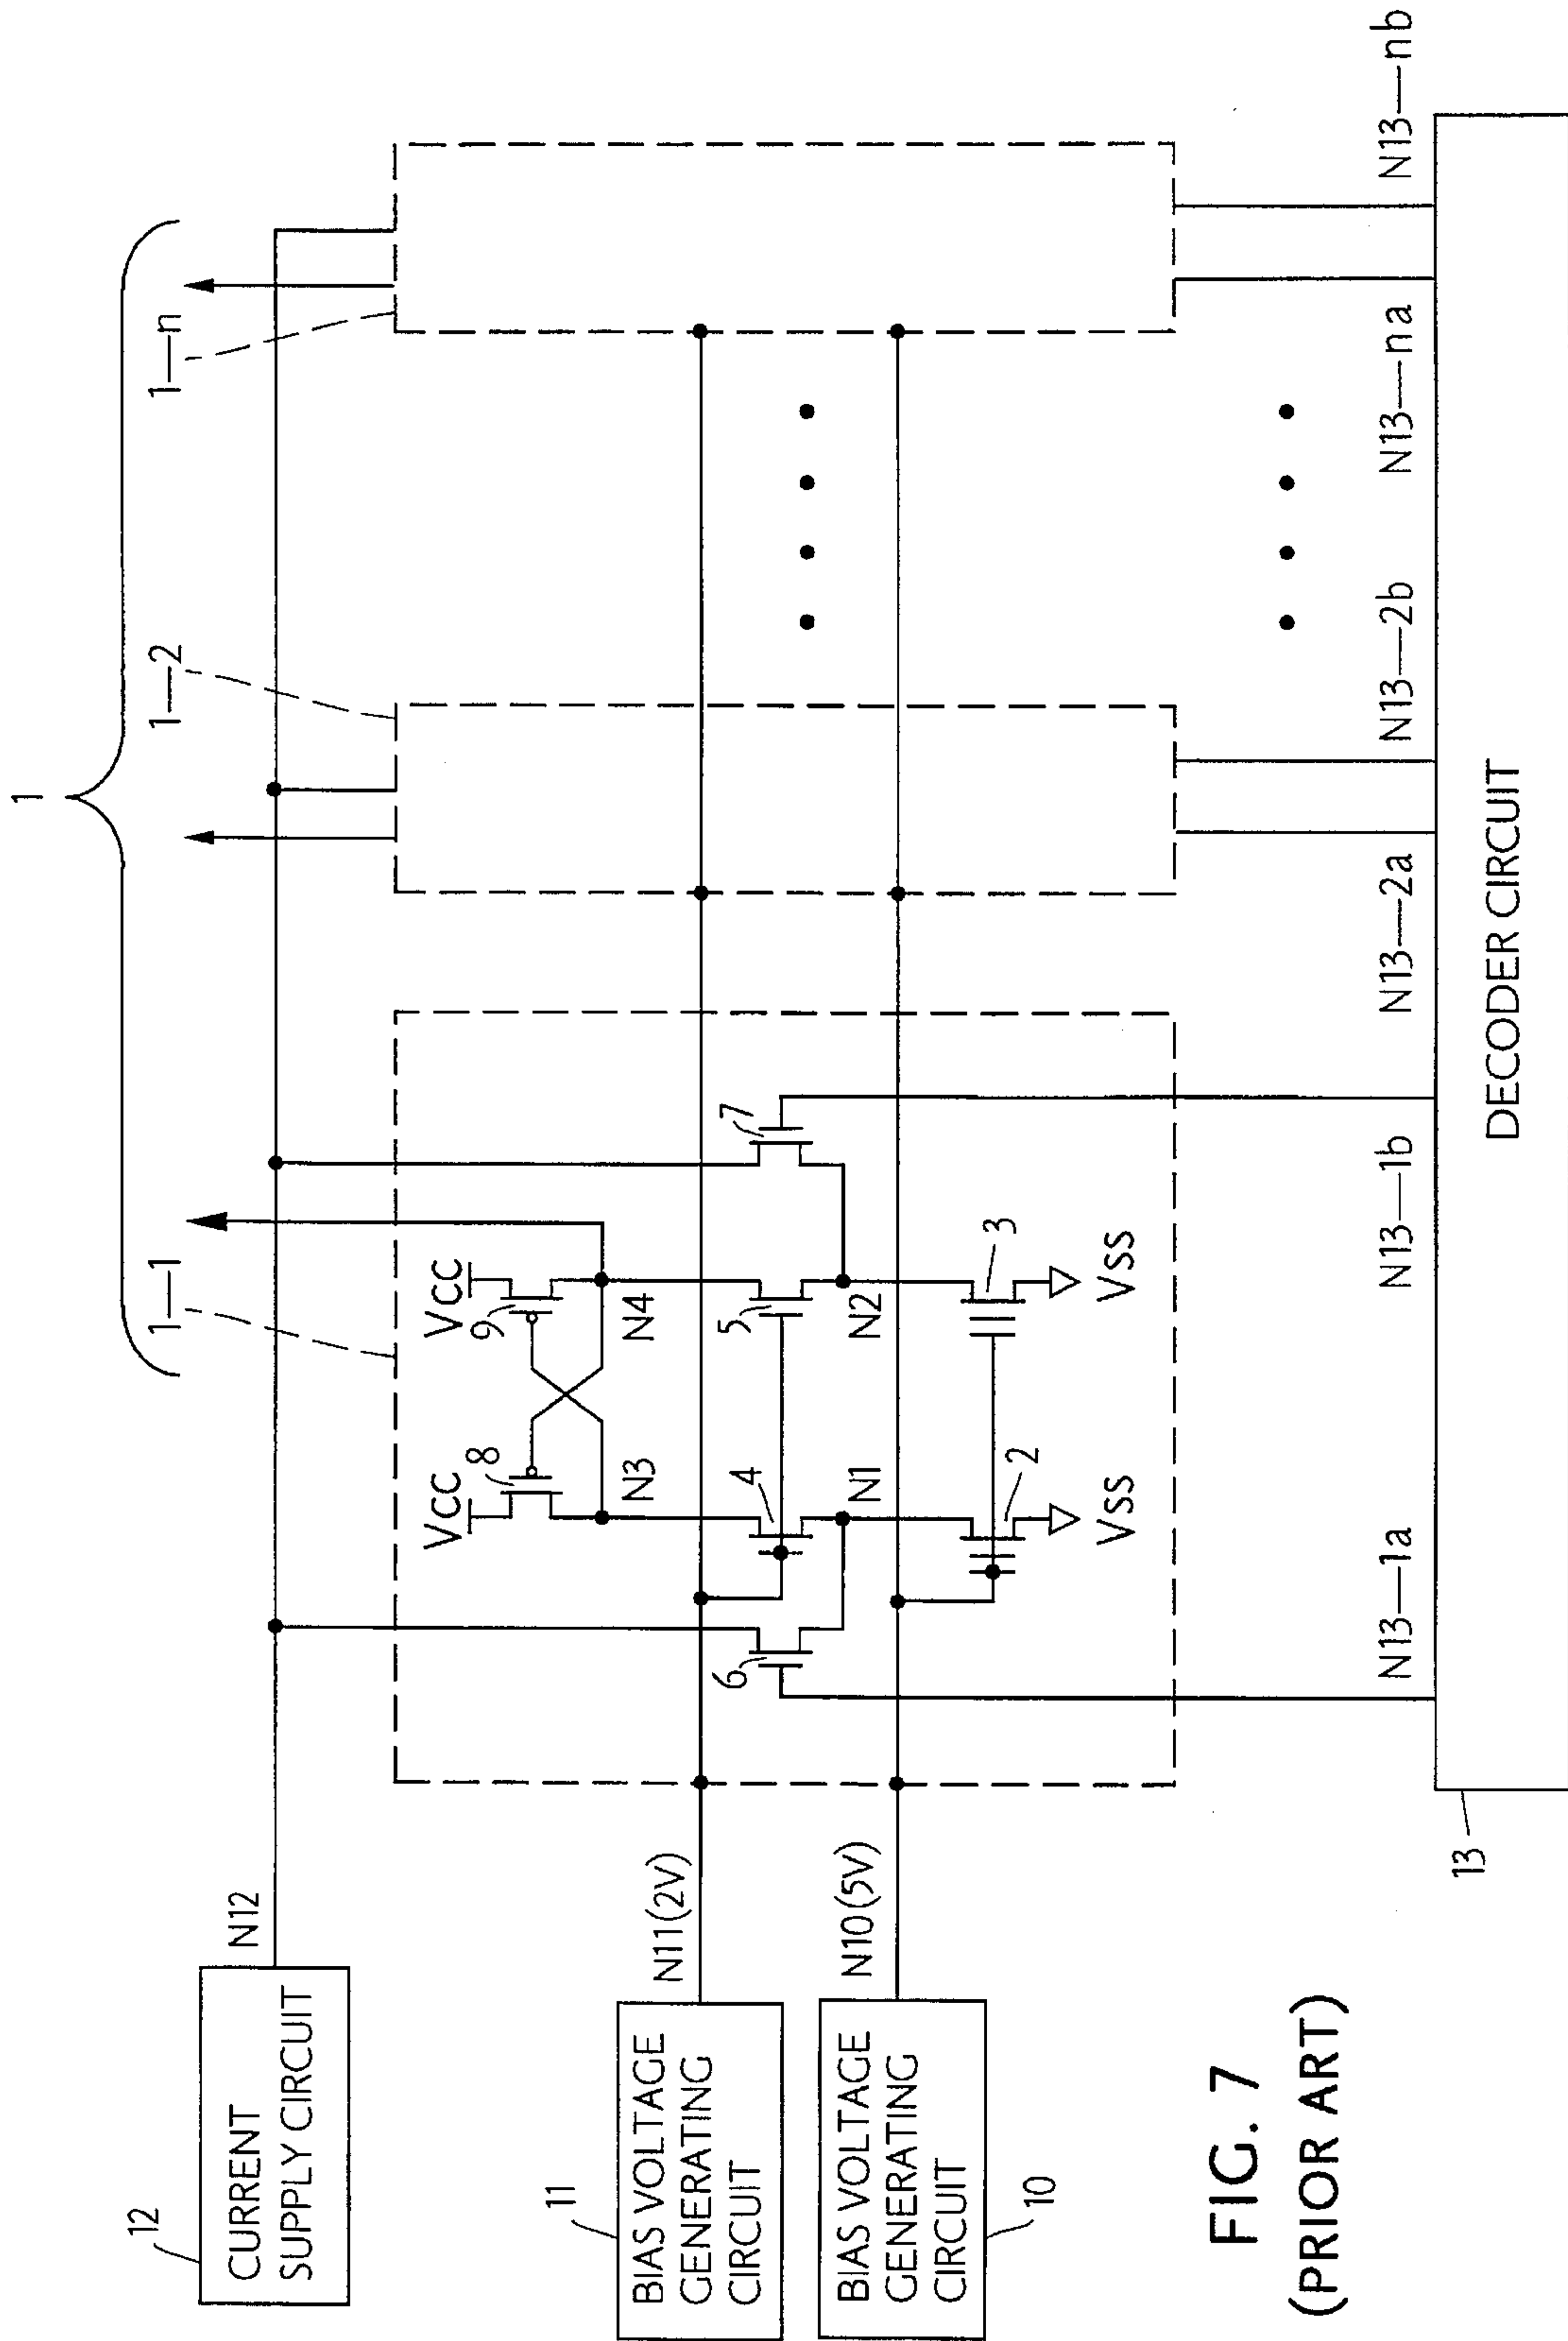 1
1—1
1—2
1—n
12
CURRENT
SUPPLY CIRCUIT
N12
VCC
VCC
8
9
N3
N4
11
BIAS VOLTAGE
GENERATING
CIRCUIT
N11(2V)
6
4
5
7
N1
N2
10
BIAS VOLTAGE
GENERATING
CIRCUIT
N10(5V)
2
3
VSS
VSS
N13—1a
N13—1b
N13—2a
N13—2b
N13—na
N13—nb
13
DECODER CIRCUIT
FIG. 7
(PRIOR ART)